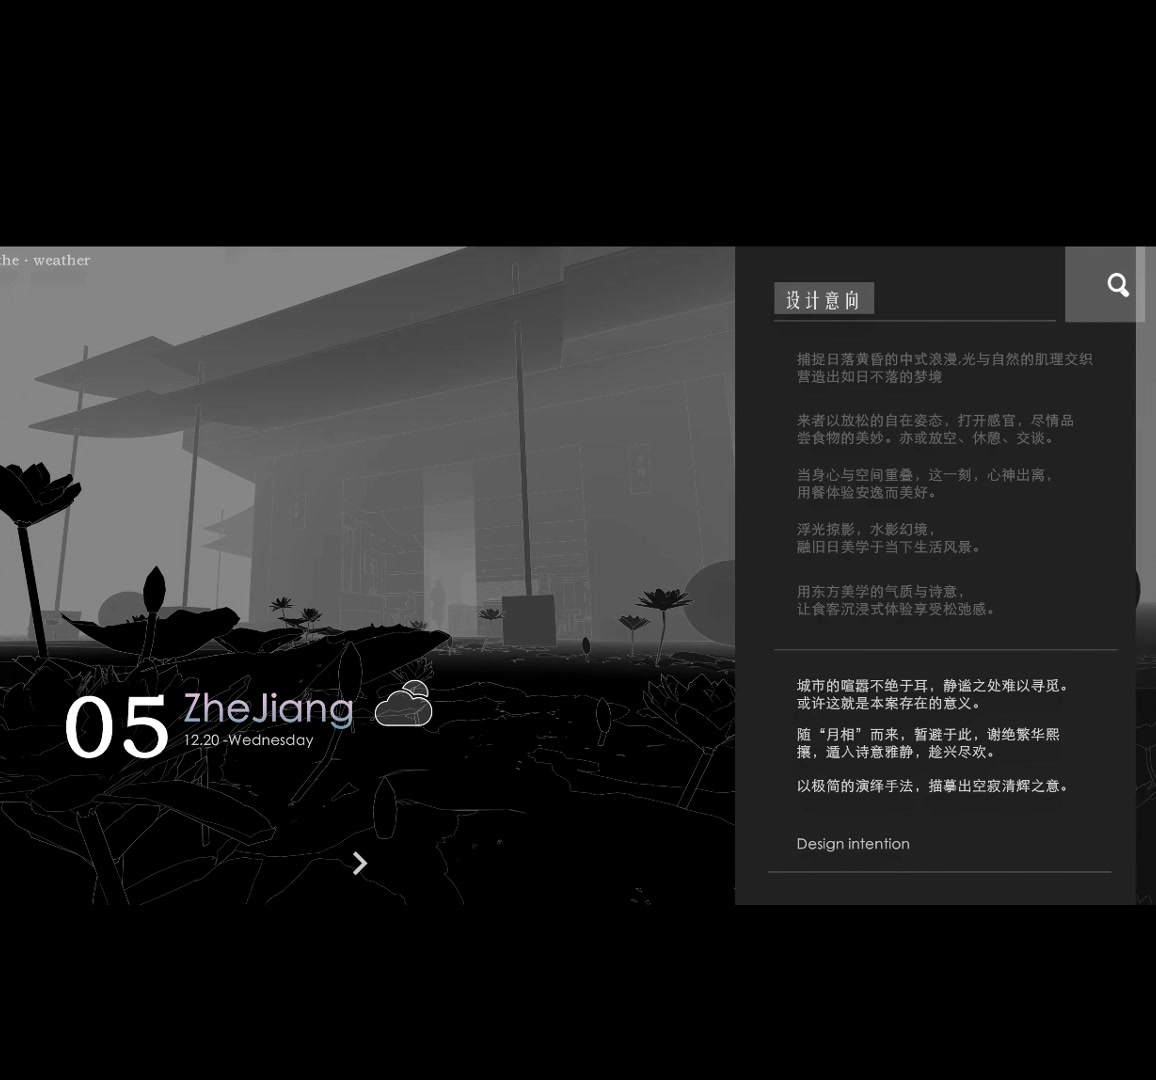 the · weather
设计意向
捕捉日落黄昏的中式浪漫,光与自然的肌理交织
营造出如日不落的梦境
来者以放松的自在姿态，打开感官，尽情品
尝食物的美妙。亦或放空、休憩、交谈。
当身心与空间重叠，这一刻，心神出离，
用餐体验安逸而美好。
浮光掠影，水影幻境，
融旧日美学于当下生活风景。
用东方美学的气质与诗意，
让食客沉浸式体验享受松弛感。
城市的喧嚣不绝于耳，静谧之处难以寻觅。
或许这就是本案存在的意义。
随“月相”而来，暂避于此，谢绝繁华熙
攘，遁入诗意雅静，趁兴尽欢。
以极简的演绎手法，描摹出空寂清辉之意。
Design intention
05
ZheJiang
12.20 -Wednesday